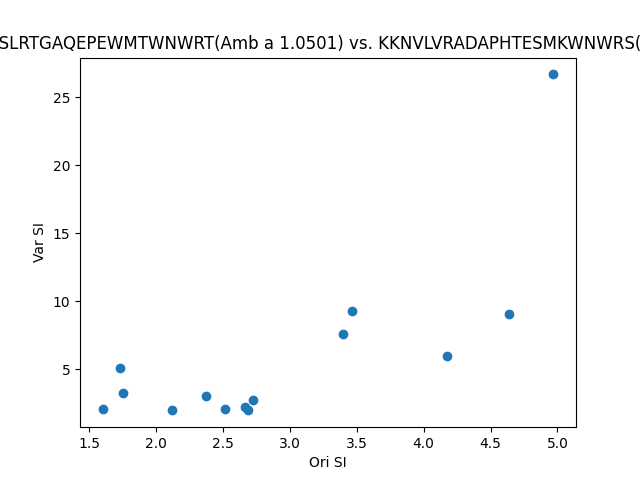 SLRTGAQEPEWMTWNWRT(Amb a 1.0501) vs. KKNVLVRADAPHTESMKWNWRS(
25
20
15
10
5
Var SI
1.5 2.0 2.5 3.0 3.5 4.0 4.5 5.0
Ori SI